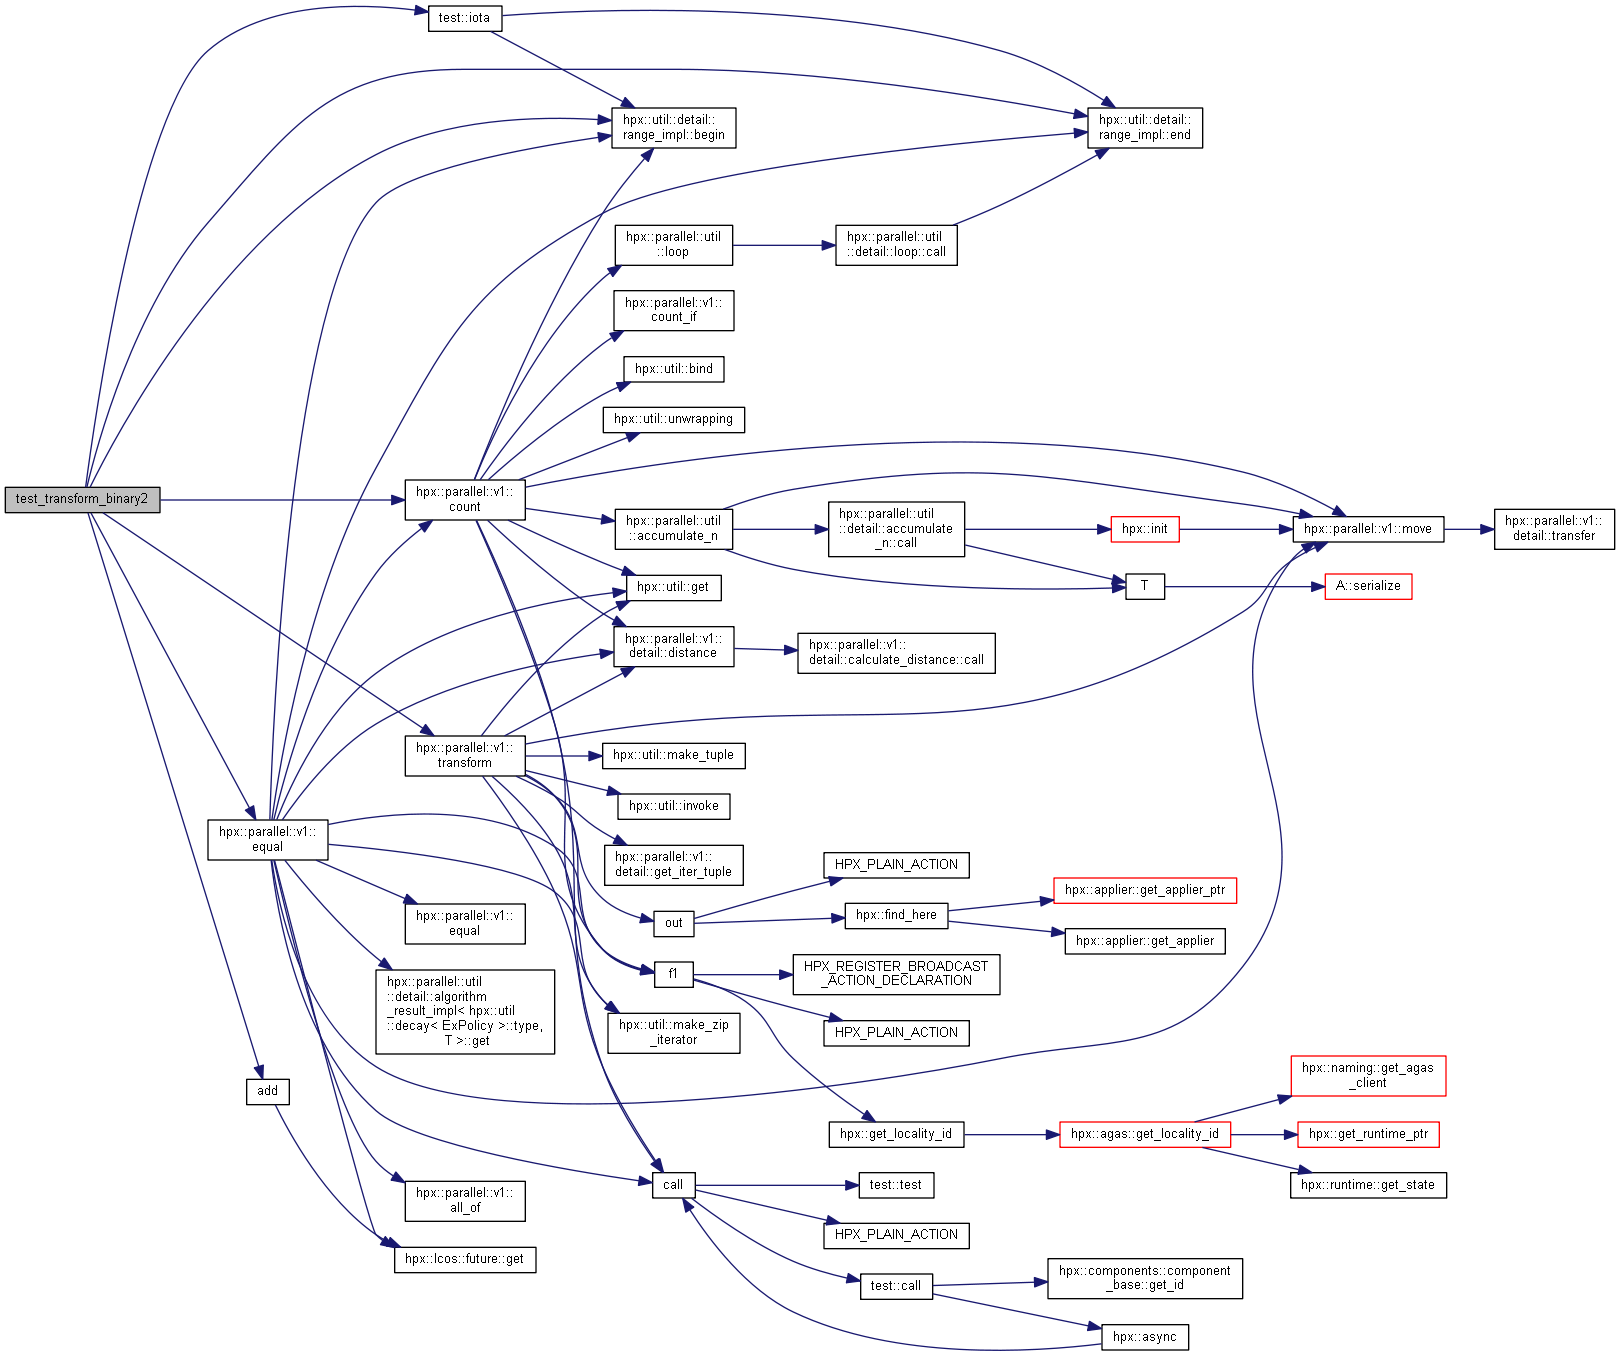 test::iota
hpx::util::detail::
range_impl::begin
hpx::util::detail::
range_impl::end
hpx::parallel::util
::loop
hpx::parallel::util
::detail::loop::call
hpx::parallel::v1::
count_if
hpx::util::bind
hpx::util::unwrapping
test_transform_binary2
hpx::parallel::v1::
count
hpx::parallel::util
::accumulate_n
hpx::parallel::util
::detail::accumulate
_n::call
hpx::init
hpx::parallel::v1::move
hpx::parallel::v1::
detail::transfer
hpx::util::get
T
A::serialize
hpx::parallel::v1::
detail::distance
hpx::parallel::v1::
detail::calculate_distance::call
hpx::parallel::v1::
transform
hpx::util::make_tuple
hpx::util::invoke
hpx::parallel::v1::
equal
hpx::parallel::v1::
detail::get_iter_tuple
HPX_PLAIN_ACTION
hpx::applier::get_applier_ptr
hpx::parallel::v1::
equal
out
hpx::find_here
hpx::applier::get_applier
hpx::parallel::util
::detail::algorithm
_result_impl< hpx::util
::decay< ExPolicy >::type,
T >::get
f1
HPX_REGISTER_BROADCAST
_ACTION_DECLARATION
hpx::util::make_zip
_iterator
HPX_PLAIN_ACTION
add
hpx::naming::get_agas
_client
hpx::get_locality_id
hpx::agas::get_locality_id
hpx::get_runtime_ptr
hpx::parallel::v1::
all_of
call
test::test
hpx::runtime::get_state
HPX_PLAIN_ACTION
hpx::lcos::future::get
test::call
hpx::components::component
_base::get_id
hpx::async